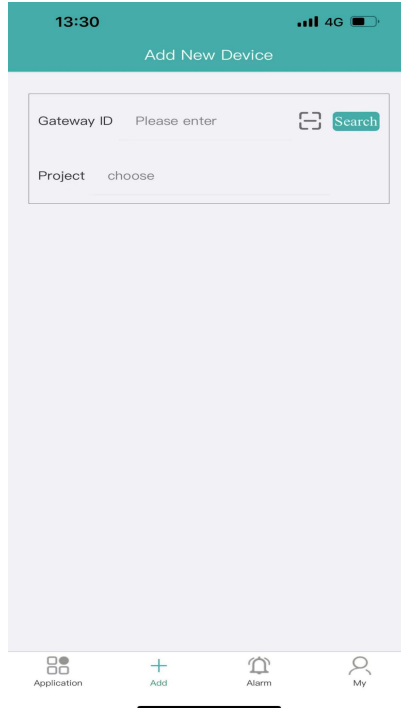 13:30 4G
Add New Device
Gateway ID Please enter Search
Project choose
Application Add Alarm My